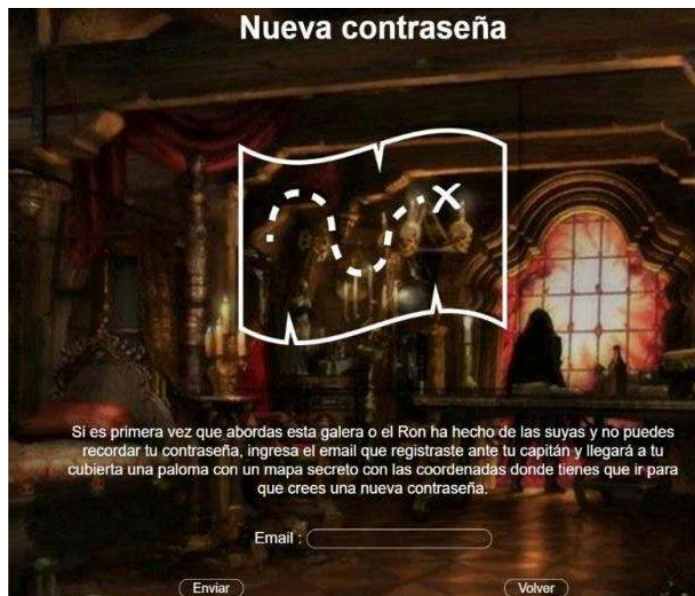 Nueva contraseña
Si es primera vez que abordas esta galera o el Ron ha hecho de las suyas y no puedes
recordar tu contraseña, ingresa el email que registraste ante tu capitán y llegará a tu
cubierta una paloma con un mapa secreto con las coordenadas donde tienes que ir para
que crees una nueva contraseña.
Email :
Enviar
Volver